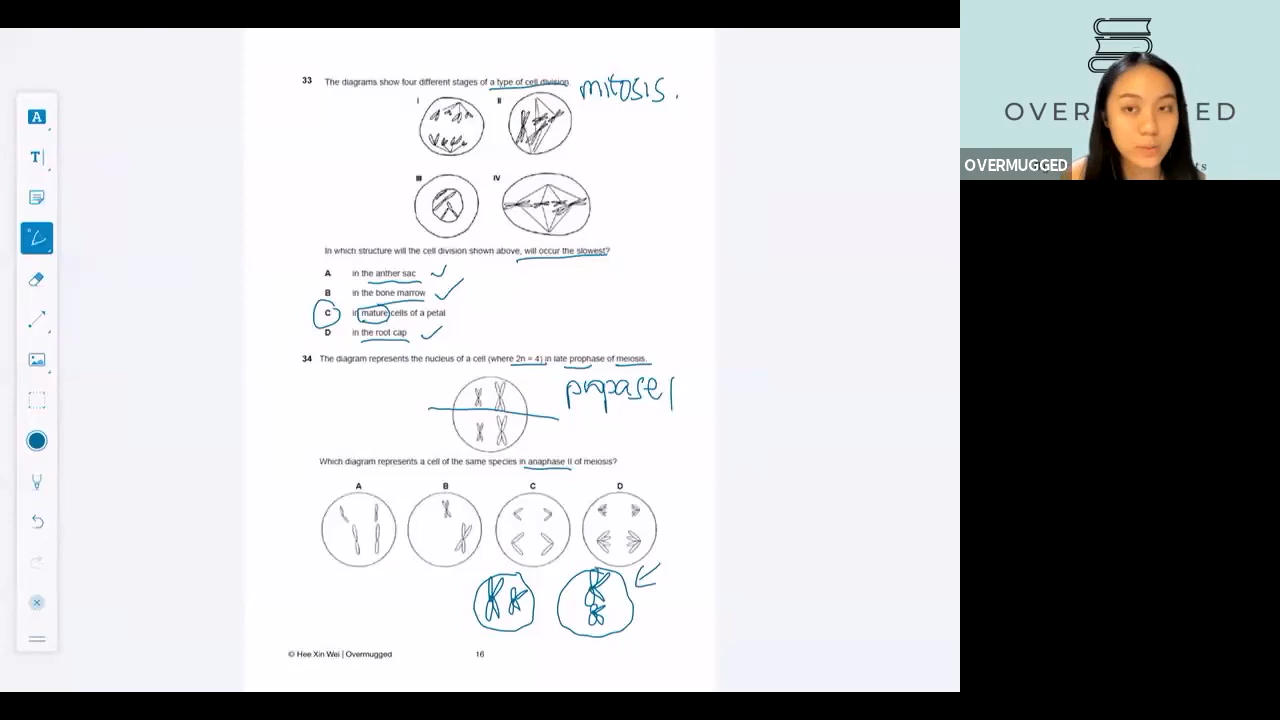 33 The diagrams show four different stages of a type of cell division. mitosis.
I II
III IV
In which structure will the cell division shown above, will occur the slowest?
A in the anther sac
B in the bone marrow
C in mature cells of a petal
D in the root cap
34 The diagram represents the nucleus of a cell (where 2n = 4) in late prophase of meiosis.
propase 1
Which diagram represents a cell of the same species in anaphase II of meiosis?
A B C D
© Hee Xin Wei | Overmugged 16
A
T
OVER GED
OVERMUGGED